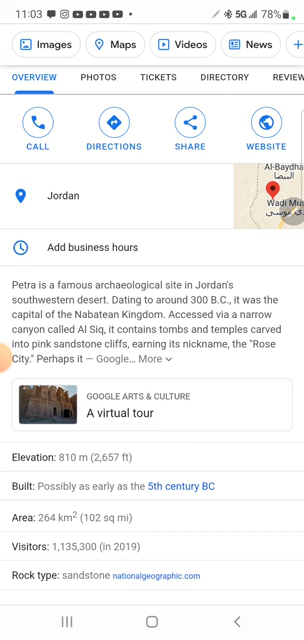 11:03 5G 78%
Images Maps Videos News
OVERVIEW PHOTOS TICKETS DIRECTORY REVIEW
CALL DIRECTIONS SHARE WEBSITE
Al-Baydha
البيضا
Jordan
Wadi Mus
دي موسى
Add business hours
Petra is a famous archaeological site in Jordan's
southwestern desert. Dating to around 300 B.C., it was the
capital of the Nabatean Kingdom. Accessed via a narrow
canyon called Al Siq, it contains tombs and temples carved
into pink sandstone cliffs, earning its nickname, the "Rose
City." Perhaps it — Google... More
GOOGLE ARTS & CULTURE
A virtual tour
Elevation: 810 m (2,657 ft)
Built: Possibly as early as the 5th century BC
Area: 264 km² (102 sq mi)
Visitors: 1,135,300 (in 2019)
Rock type: sandstone nationalgeographic.com